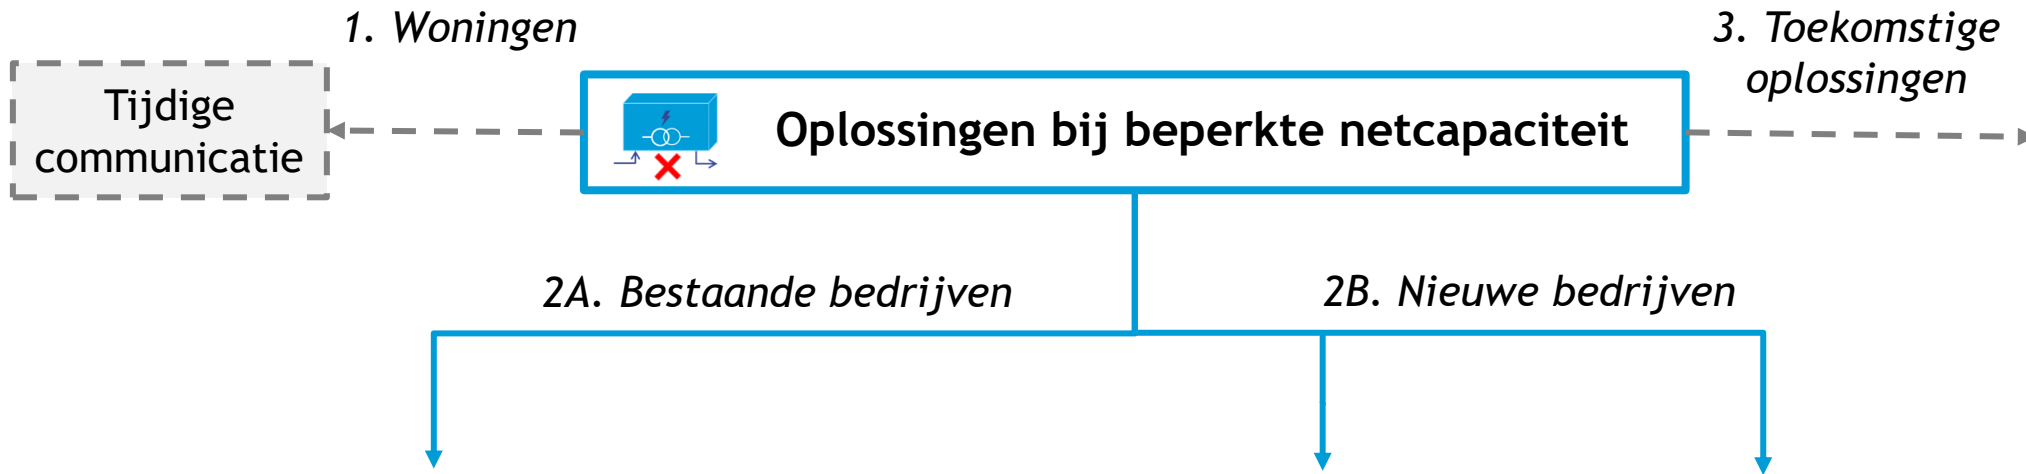 1. Woningen
3. Toekomstige
oplossingen
Tijdige
communicatie
Oplossingen bij beperkte netcapaciteit
2A. Bestaande bedrijven
2B. Nieuwe bedrijven